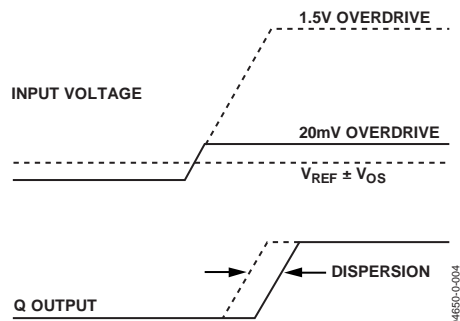 1.5V OVERDRIVE
INPUT VOLTAGE
20mV OVERDRIVE
VREF ± VOS
DISPERSION
Q OUTPUT
04650-0-004